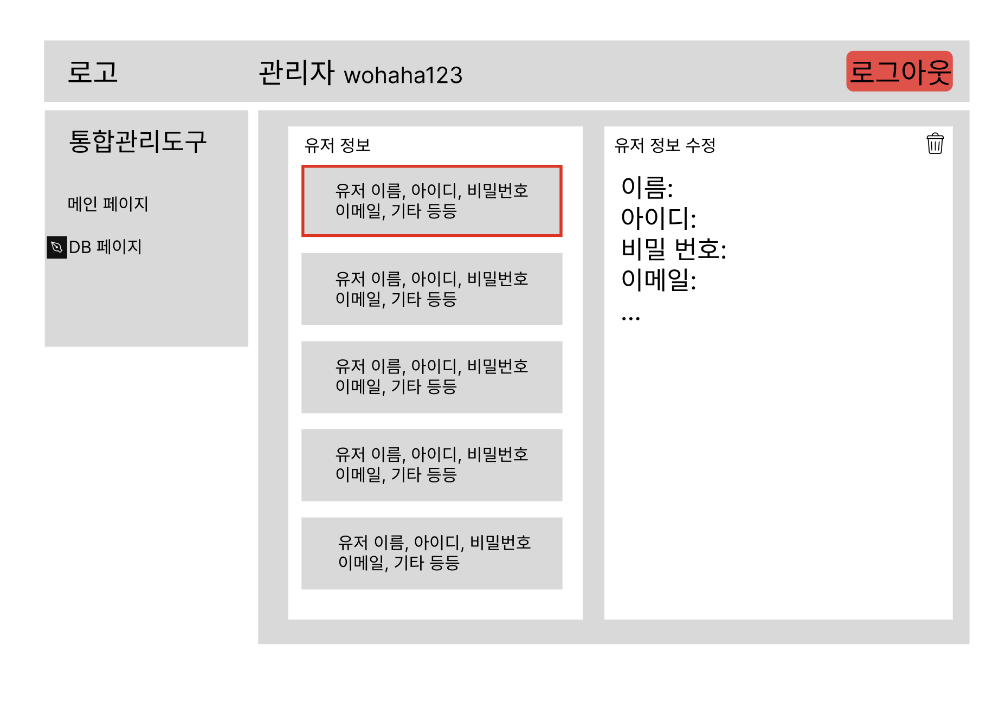 로고
관리자 wohaha123
로그아웃
통합관리도구
메인 페이지
DB 페이지
유저 정보
유저 이름, 아이디, 비밀번호
이메일, 기타 등등
유저 이름, 아이디, 비밀번호
이메일, 기타 등등
유저 이름, 아이디, 비밀번호
이메일, 기타 등등
유저 이름, 아이디, 비밀번호
이메일, 기타 등등
유저 이름, 아이디, 비밀번호
이메일, 기타 등등
유저 정보 수정
이름:
아이디:
비밀 번호:
이메일:
...